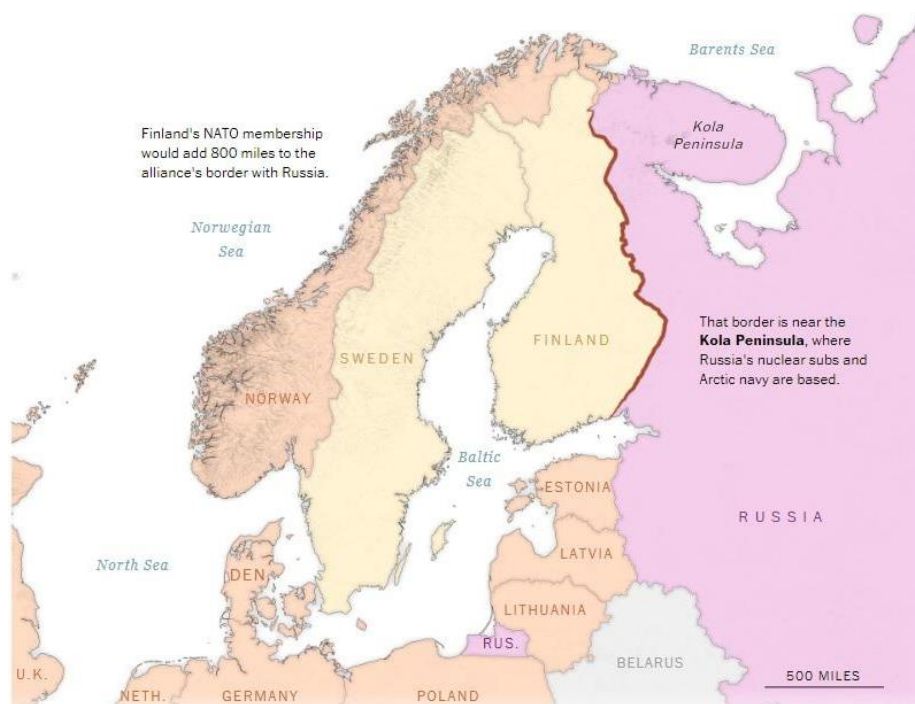 Barents Sea
Kola
Peninsula
Finland's NATO membership
would add 800 miles to the
alliance's border with Russia.
Norwegian
Sea
That border is near the
Kola Peninsula, where
Russia's nuclear subs and
Arctic navy are based.
FINLAND
SWEDEN
NORWAY
Baltic
Sea
ESTONIA
RUSSIA
North Sea
DEN.
LATVIA
LITHUANIA
RUS.
BELARUS
U.K.
NETH.
GERMANY
POLAND
500 MILES